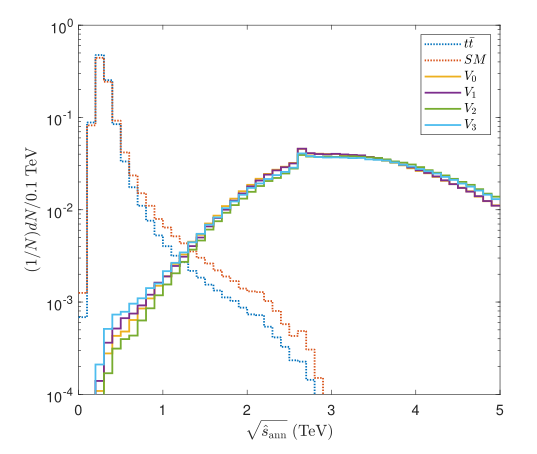 10^0
10^-1
10^-2
10^-3
10^-4
(1/N)dN/0.1 TeV
0 1 2 3 4 5
√ŝ_ann (TeV)
tt̄
SM
V_0
V_1
V_2
V_3